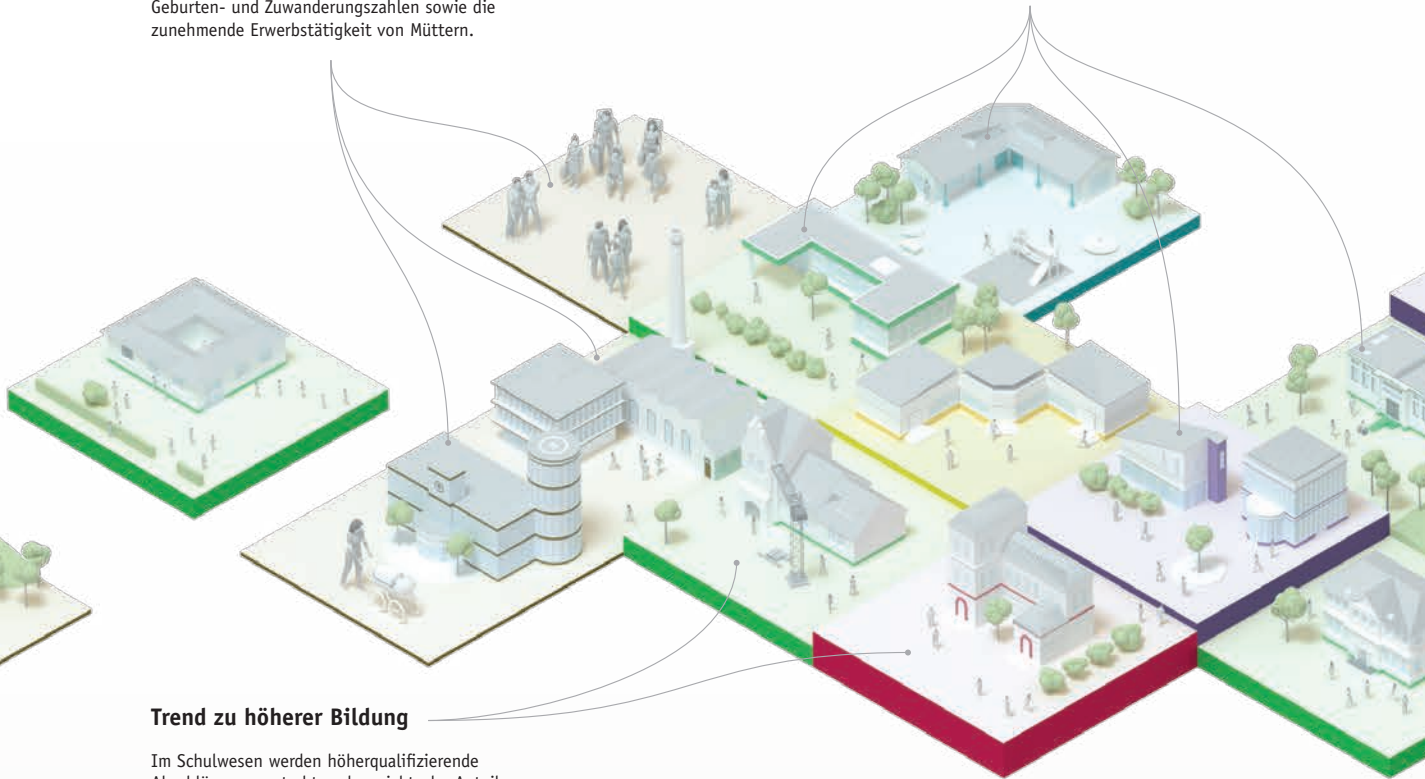 Geburten- und Zuwanderungszahlen sowie die
zunehmende Erwerbstätigkeit von Müttern.
Trend zu höherer Bildung
Im Schulwesen werden höherqualifizierende